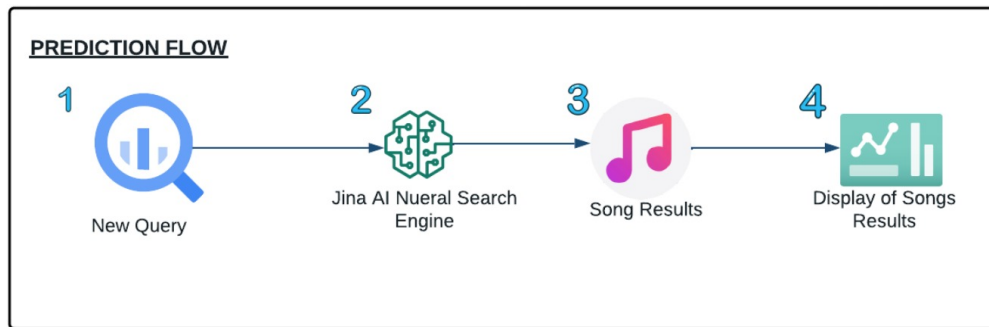 PREDICTION FLOW
1
2
3
4
New Query
Jina AI Nueral Search
Engine
Song Results
Display of Songs
Results